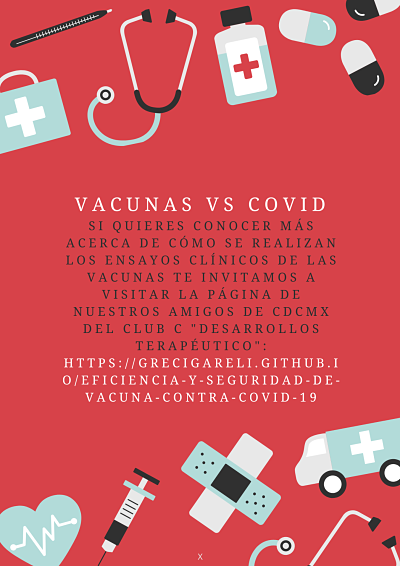 VACUNAS VS COVID
SI QUIERES CONOCER MÁS
ACERCA DE CÓMO SE REALIZAN
LOS ENSAYOS CLÍNICOS DE LAS
VACUNAS TE INVITAMOS A
VISITAR LA PÁGINA DE
NUESTROS AMIGOS DE CDCMX
DEL CLUB C "DESARROLLOS
TERAPÉUTICO":
HTTPS://GRECIGARELI.GITHUB.I
O/EFICIENCIA-Y-SEGURIDAD-DE-
VACUNA-CONTRA-COVID-19
X